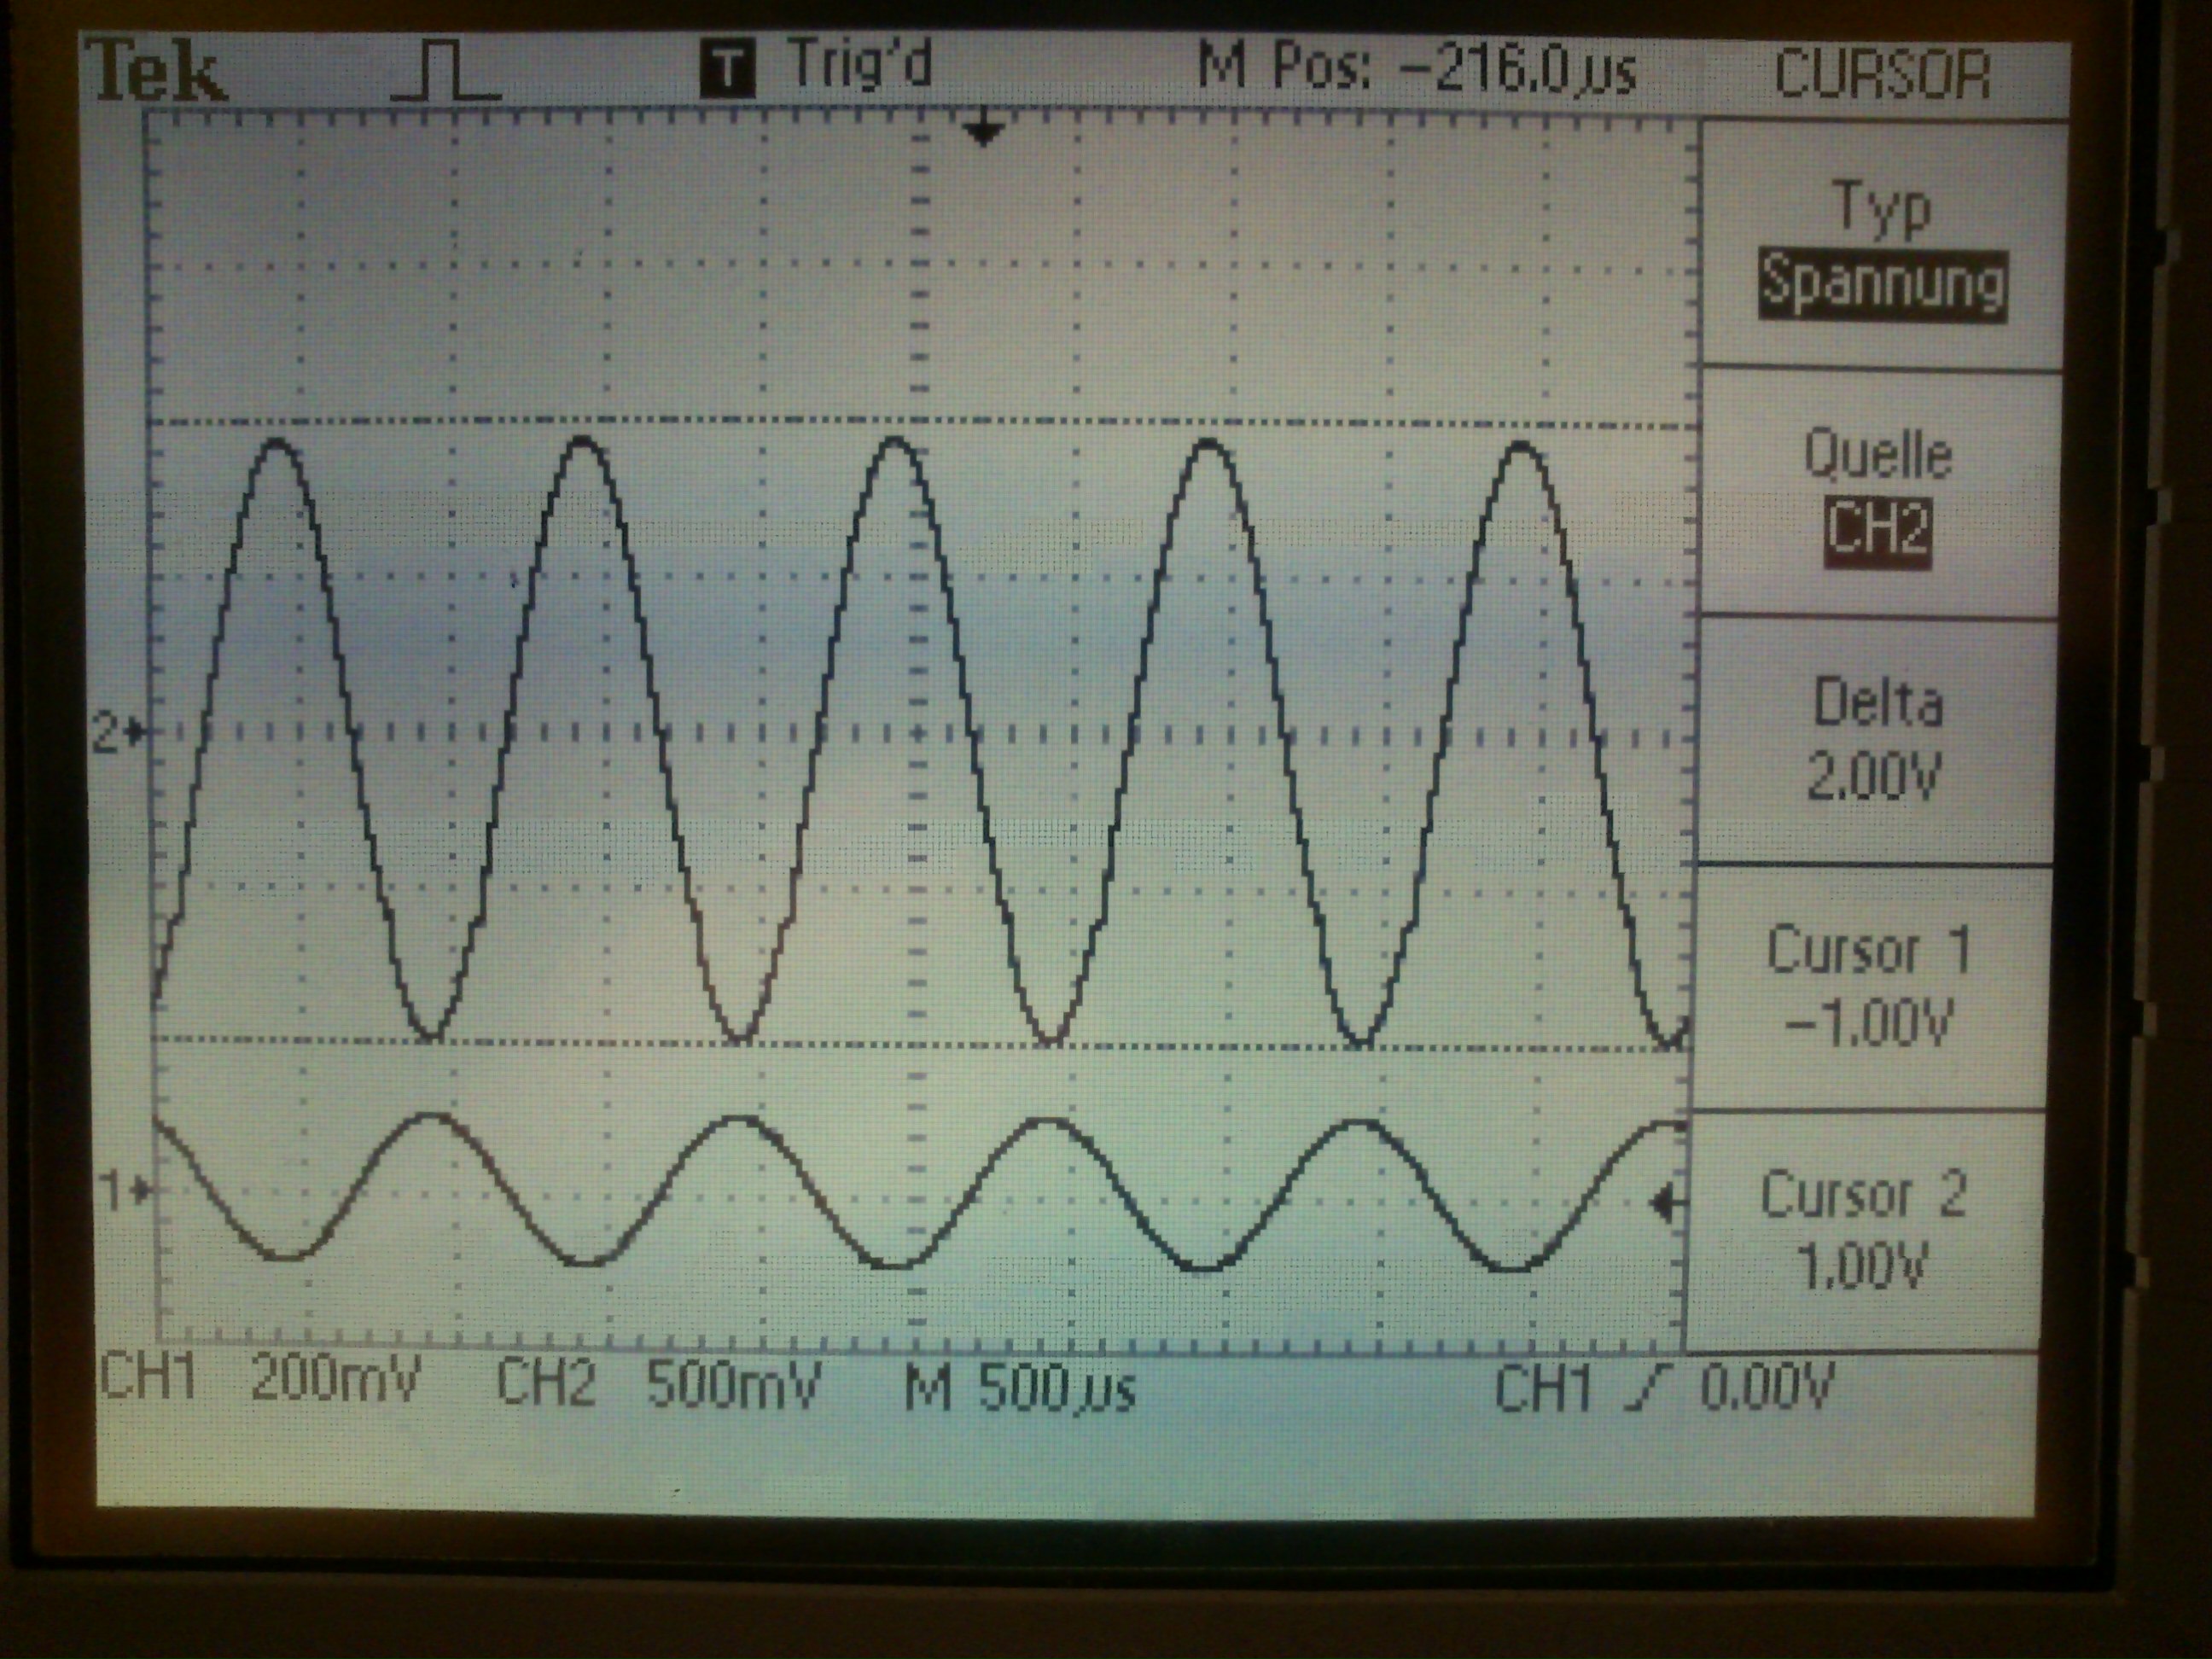 Tek T Trig'd M Pos: -216.0µs CURSOR
Typ
Spannung
Quelle
CH2
2
Delta
2.00V
Cursor 1
-1.00V
1
Cursor 2
1.00V
CH1 200mV CH2 500mV M 500µs CH1 0.00V